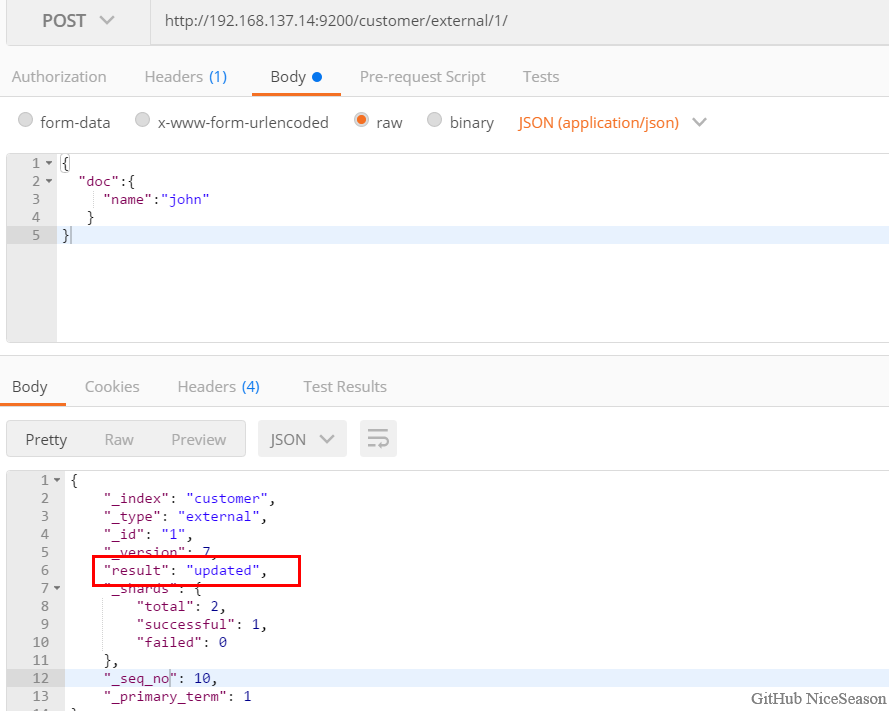 POST http://192.168.137.14:9200/customer/external/1/
Authorization Headers (1) Body Pre-request Script Tests
form-data x-www-form-urlencoded raw binary JSON (application/json)
1 {
2 "doc":{
3 "name":"john"
4 }
5 }
Body Cookies Headers (4) Test Results
Pretty Raw Preview JSON
1 {
2 "_index": "customer",
3 "_type": "external",
4 "_id": "1",
5 "_version": 7,
6 "result": "updated",
7 "_shards": {
8 "total": 2,
9 "successful": 1,
10 "failed": 0
11 },
12 "_seq_no": 10,
13 "_primary_term": 1
14 }
GitHub NiceSeason